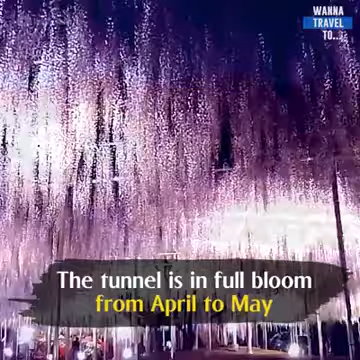 WANNA
TRAVEL
TO...
The tunnel is in full bloom
from April to May